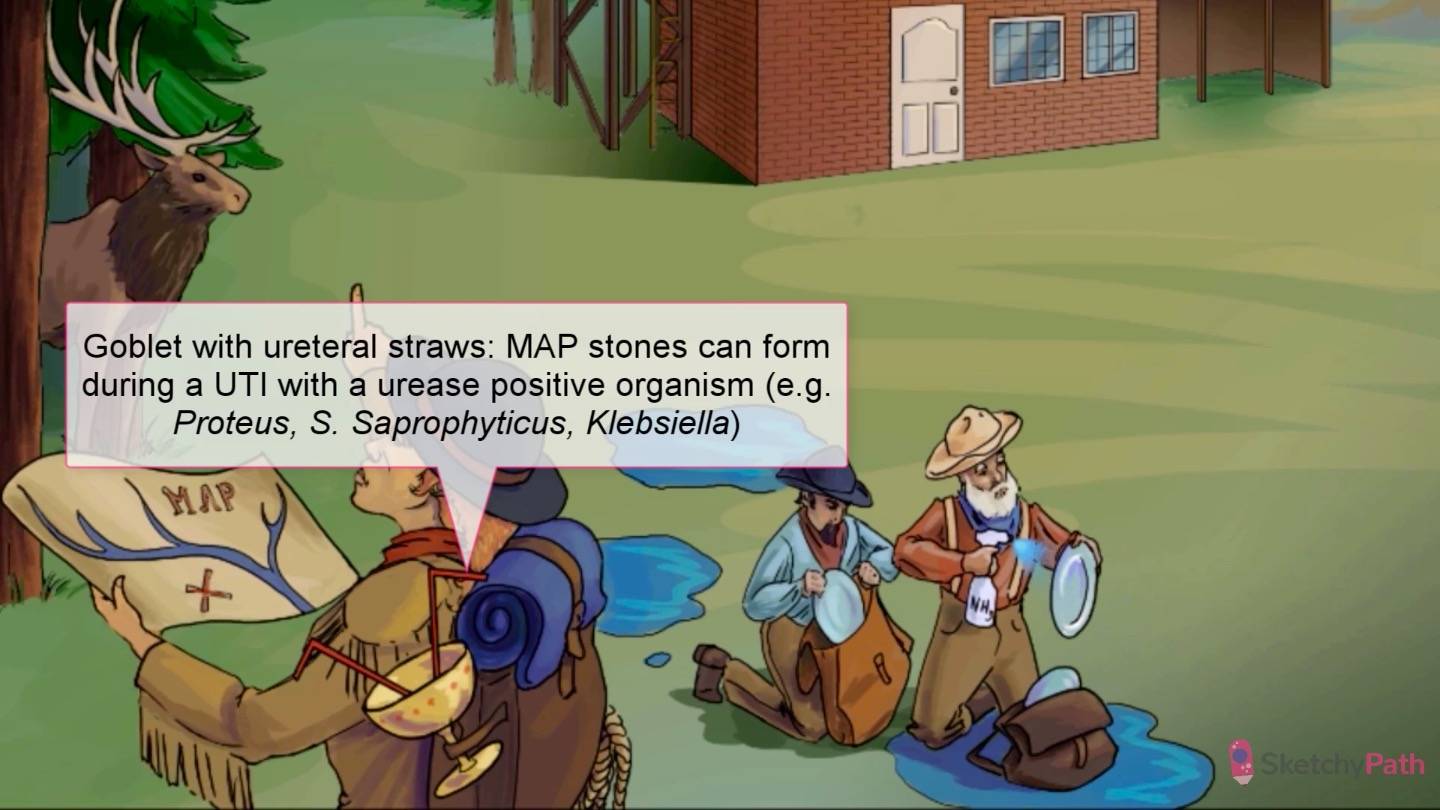 Goblet with ureteral straws: MAP stones can form
during a UTI with a urease positive organism (e.g.
Proteus, S. Saprophyticus, Klebsiella)
MAP
NH3
SketchyPath